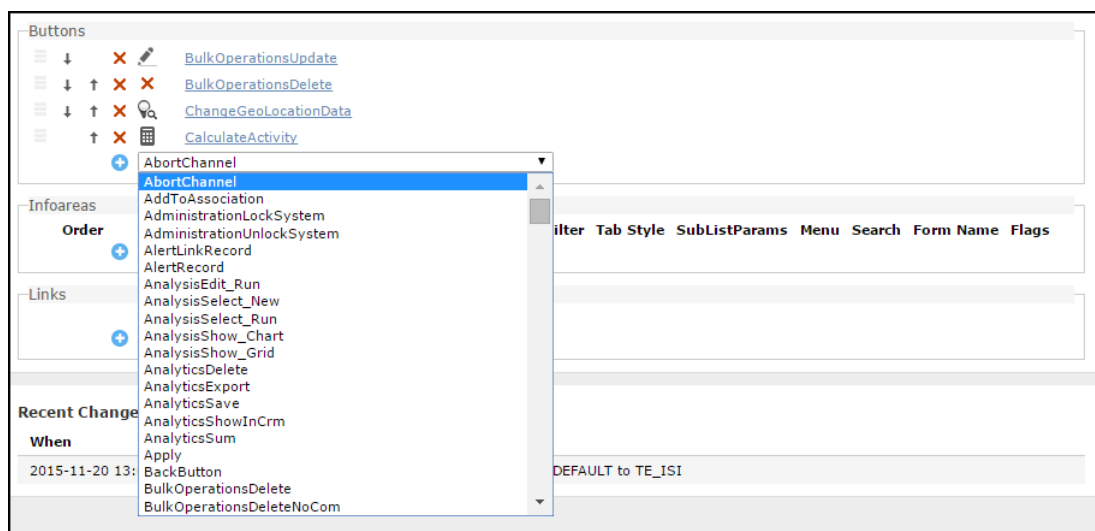 Buttons
BulkOperationsUpdate
BulkOperationsDelete
ChangeGeoLocationData
CalculateActivity
AbortChannel
AbortChannel
AddToAssociation
AdministrationLockSystem
AdministrationUnlockSystem
AlertLinkRecord
AlertRecord
AnalysisEdit_Run
AnalysisSelect_New
AnalysisSelect_Run
AnalysisShow_Chart
AnalysisShow_Grid
AnalyticsDelete
AnalyticsExport
AnalyticsSave
AnalyticsShowInCrm
AnalyticsSum
Apply
BackButton
BulkOperationsDelete
BulkOperationsDeleteNoCom
Infoareas
Order ilter Tab Style SubListParams Menu Search Form Name Flags
Links
Recent Change
When
2015-11-20 13: DEFAULT to TE_ISI